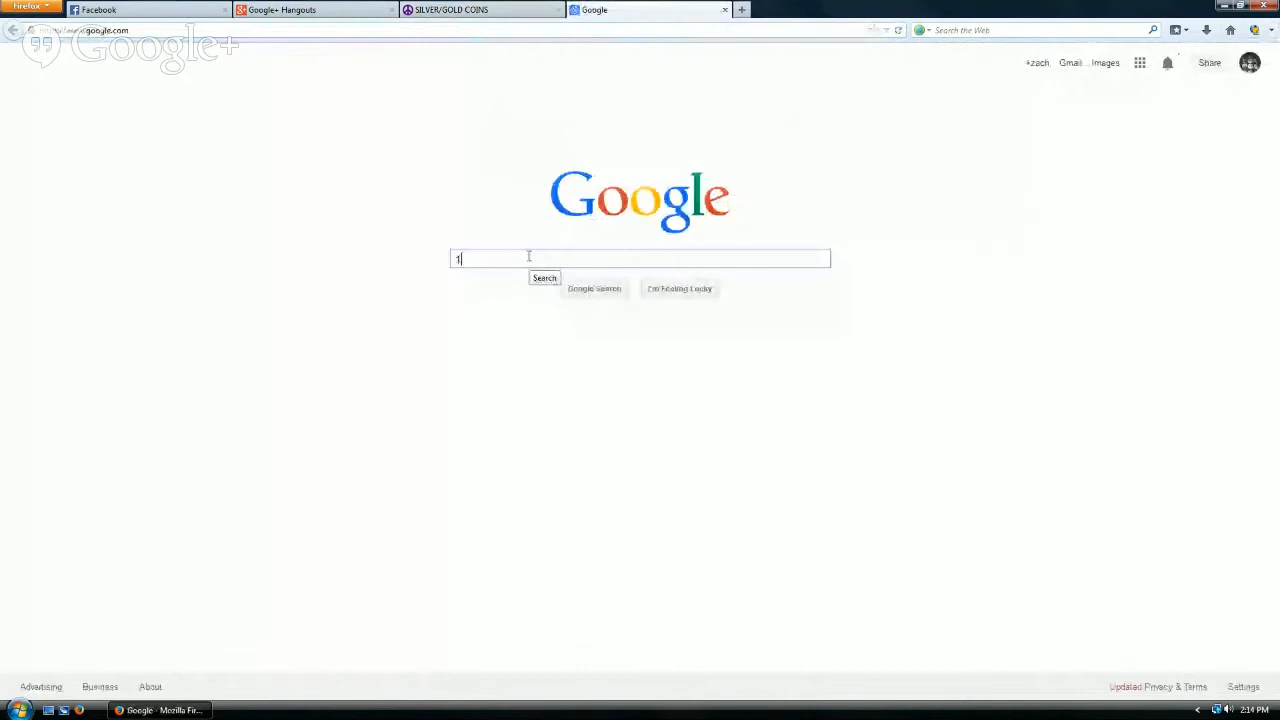 Firefox
Facebook
Google+ Hangouts
SILVER/GOLD COINS
Google
google.com
Search the Web
Google+
+zach
Gmail
Images
Share
Google
1
Search
Google Search
I'm Feeling Lucky
Advertising
Business
About
Updated Privacy & Terms
Settings
Google - Mozilla Fir...
2:14 PM